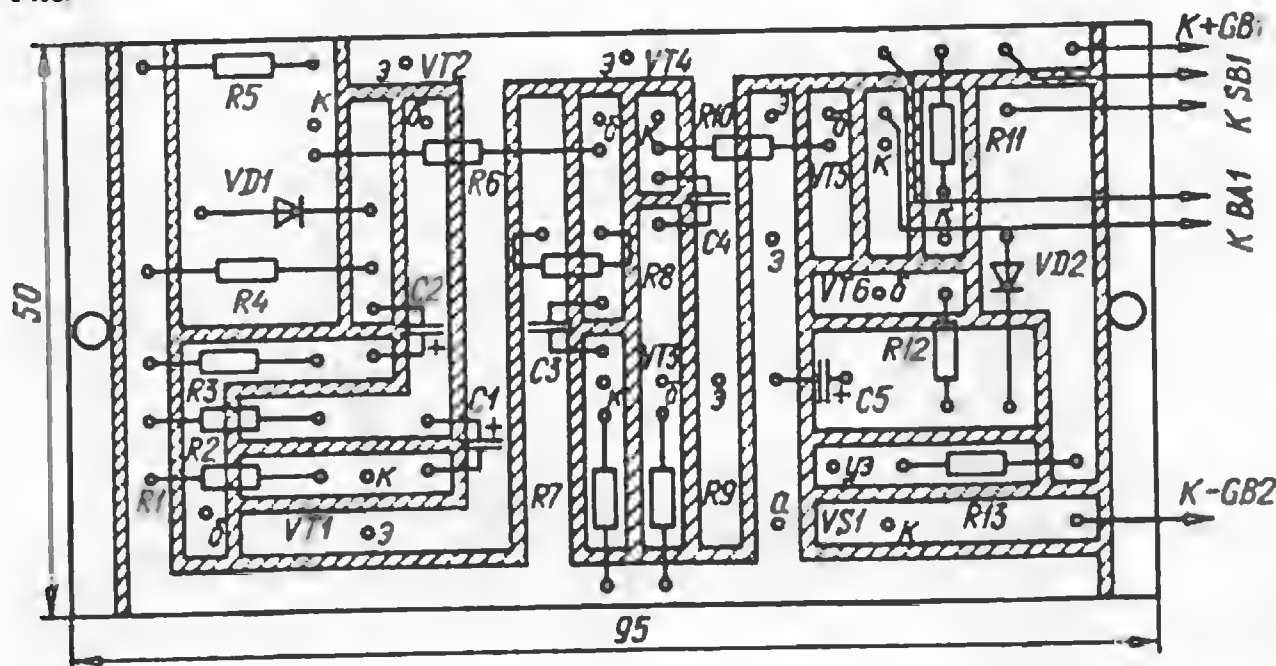 К+GB1
К SB1
К BA1
К-GB2
50
95
R5
к
э VT2
б
R6
VD1
R4
C2
+
R3
R2
R1
б
VT1
к
э
C1
+
э VT4
б
к
R10
C4
R8
C3
VT3
к
б
э
R7
R9
э
б
VT5
к
э
к
R11
VT6 б
VD2
R12
C5
+
уэ
R13
а
VS1
к